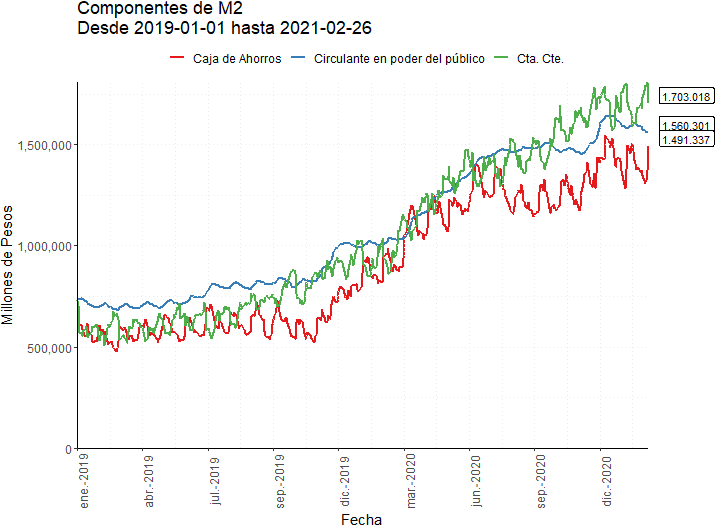 Componentes de M2
Desde 2019-01-01 hasta 2021-02-26
Caja de Ahorros
Circulante en poder del público
Cta. Cte.
Millones de Pesos
1,500,000
1,000,000
500,000
0
1.703.018
1.560.301
1.491.337
ene.-2019
abr.-2019
jul.-2019
sep.-2019
dic.-2019
mar.-2020
jun.-2020
sep.-2020
dic.-2020
Fecha